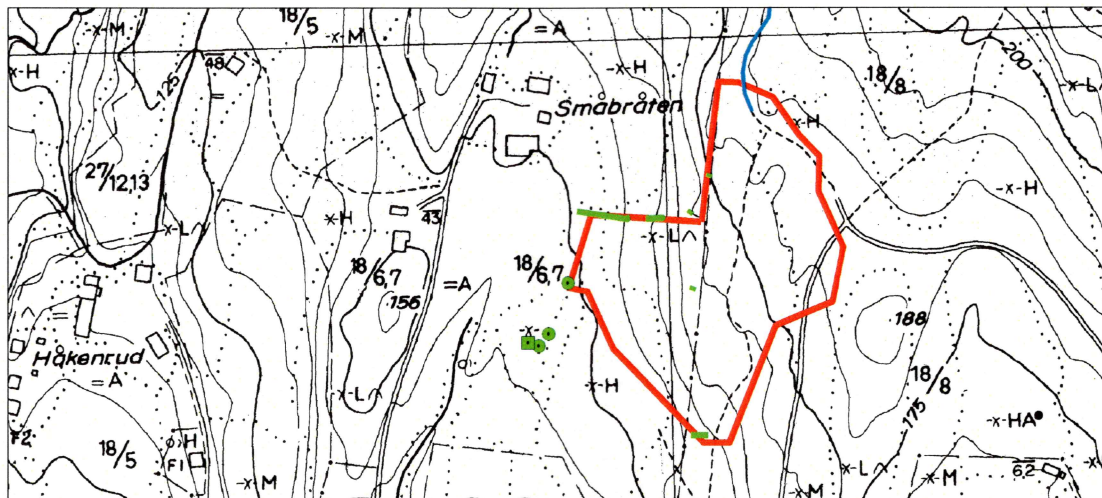 -x-M
18/5
-x-M
= A
-x-H
200
18/8
-x-H
48
125
=
-x-L
Småbråten
-x-H
-x-H
27/12,13
-x-L ∧
x-H
43
-x-L ∧
-x-H
18/6,7
18/6,7
=A
156
-x-
188
Håkenrud
= A
-x-L ∧
-x-H
18/8
175
-x-HA
F2
18/5
H
F1
-x-M
-x-M
-x-L ∧
-x-M
62